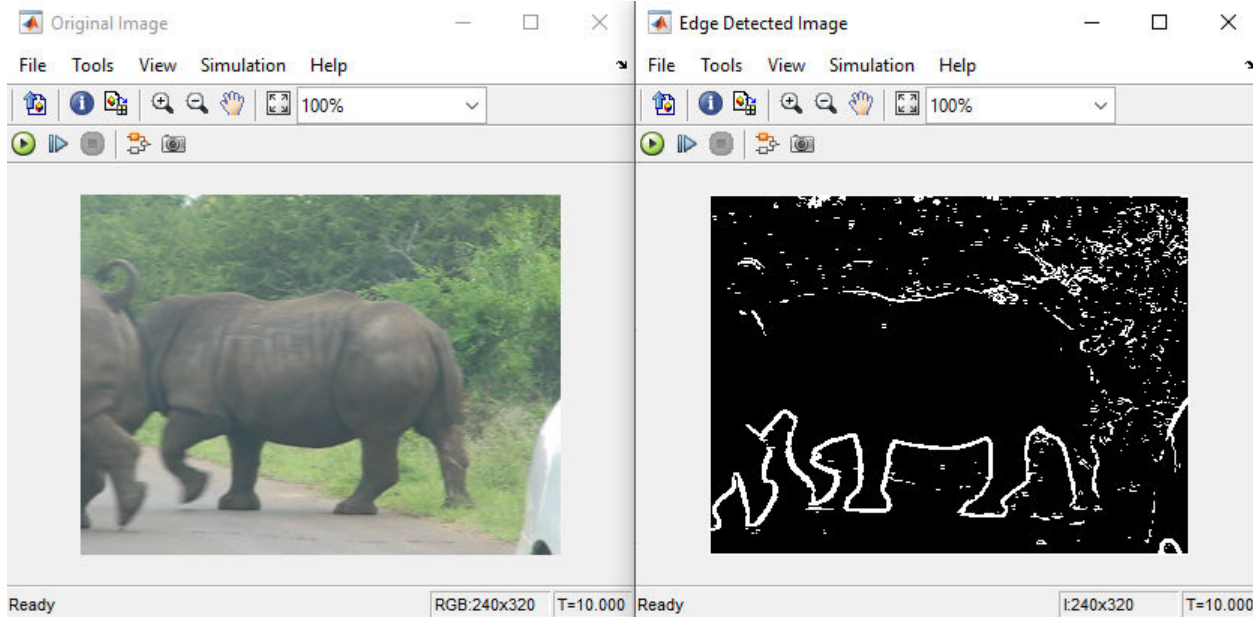 Original Image
File Tools View Simulation Help
100%
Ready RGB:240x320 T=10.000
Edge Detected Image
File Tools View Simulation Help
100%
Ready I:240x320 T=10.000